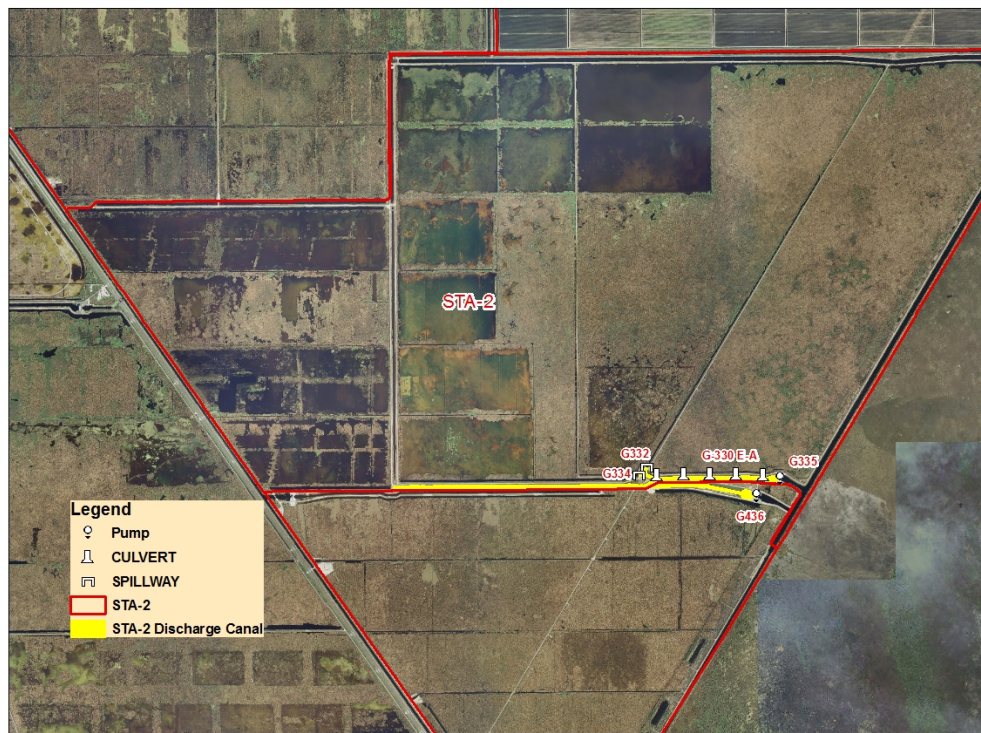 STA-2
G332
G334
G-330 E-A
G335
G436
Legend
Pump
CULVERT
SPILLWAY
STA-2
STA-2 Discharge Canal